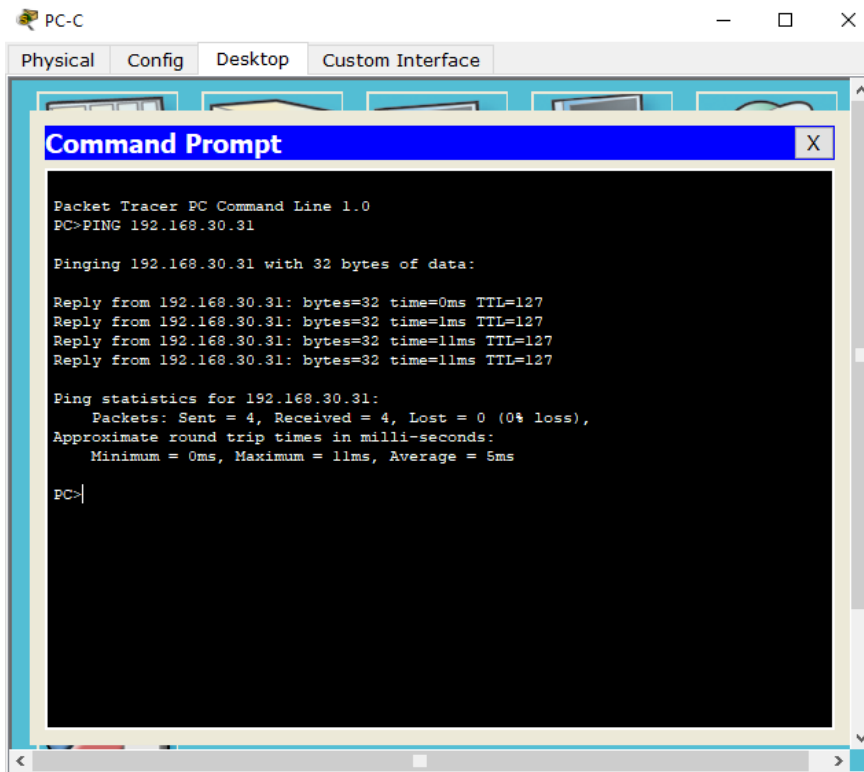 PC-C
Physical Config Desktop Custom Interface
Command Prompt X
Packet Tracer PC Command Line 1.0
PC>PING 192.168.30.31
Pinging 192.168.30.31 with 32 bytes of data:
Reply from 192.168.30.31: bytes=32 time=0ms TTL=127
Reply from 192.168.30.31: bytes=32 time=1ms TTL=127
Reply from 192.168.30.31: bytes=32 time=11ms TTL=127
Reply from 192.168.30.31: bytes=32 time=11ms TTL=127
Ping statistics for 192.168.30.31:
Packets: Sent = 4, Received = 4, Lost = 0 (0% loss),
Approximate round trip times in milli-seconds:
Minimum = 0ms, Maximum = 11ms, Average = 5ms
PC>